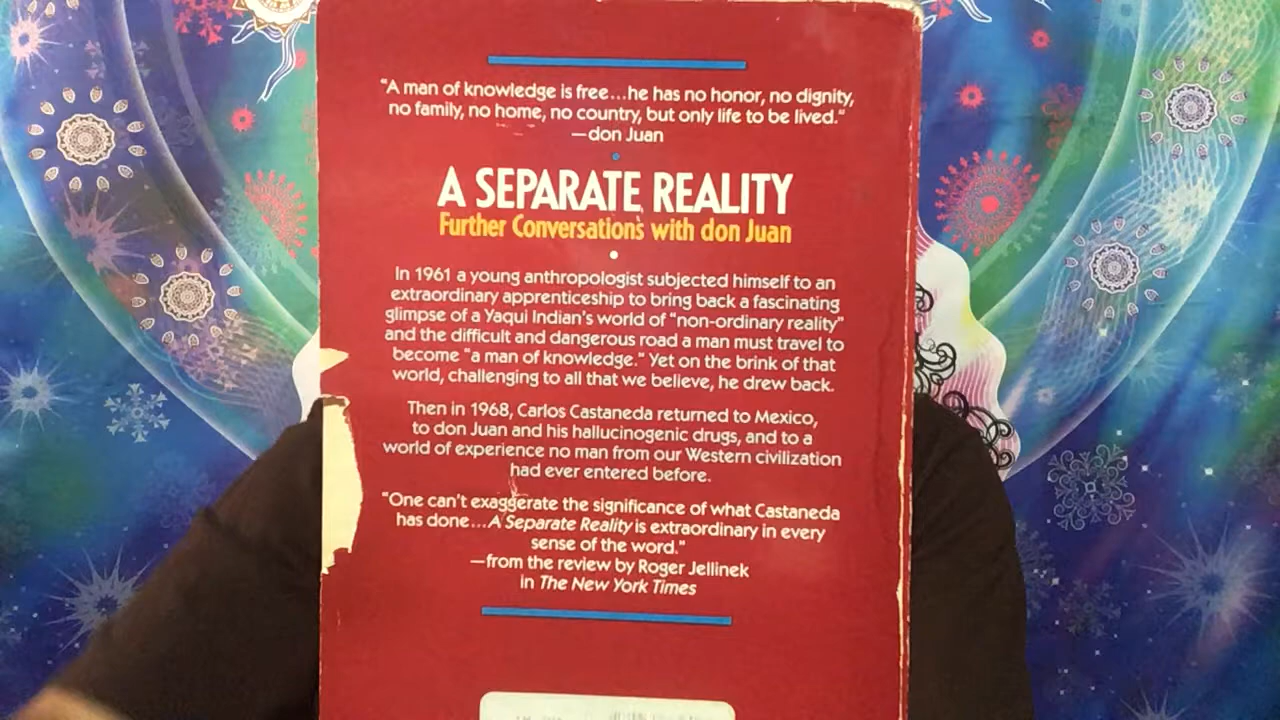 "A man of knowledge is free...he has no honor, no dignity,
no family, no home, no country, but only life to be lived."
—don Juan
A SEPARATE REALITY
Further Conversations with don Juan
In 1961 a young anthropologist subjected himself to an
extraordinary apprenticeship to bring back a fascinating
glimpse of a Yaqui Indian's world of "non-ordinary reality"
and the difficult and dangerous road a man must travel to
become "a man of knowledge." Yet on the brink of that
world, challenging to all that we believe, he drew back.
Then in 1968, Carlos Castaneda returned to Mexico,
to don Juan and his hallucinogenic drugs, and to a
world of experience no man from our Western civilization
had ever entered before.
"One can't exaggerate the significance of what Castaneda
has done...A Separate Reality is extraordinary in every
sense of the word."
—from the review by Roger Jellinek
in The New York Times